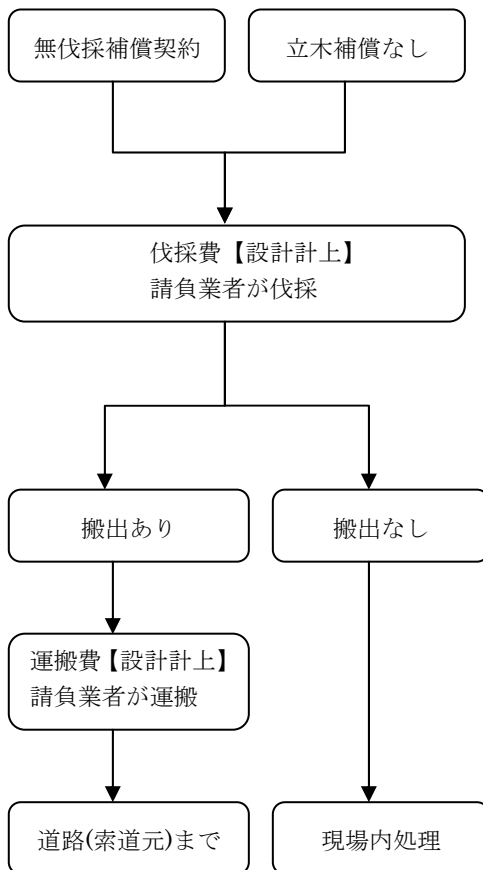 無伐採補償契約
立木補償なし
伐採費【設計計上】
請負業者が伐採
搬出あり
搬出なし
運搬費【設計計上】
請負業者が運搬
道路(索道元)まで
現場内処理